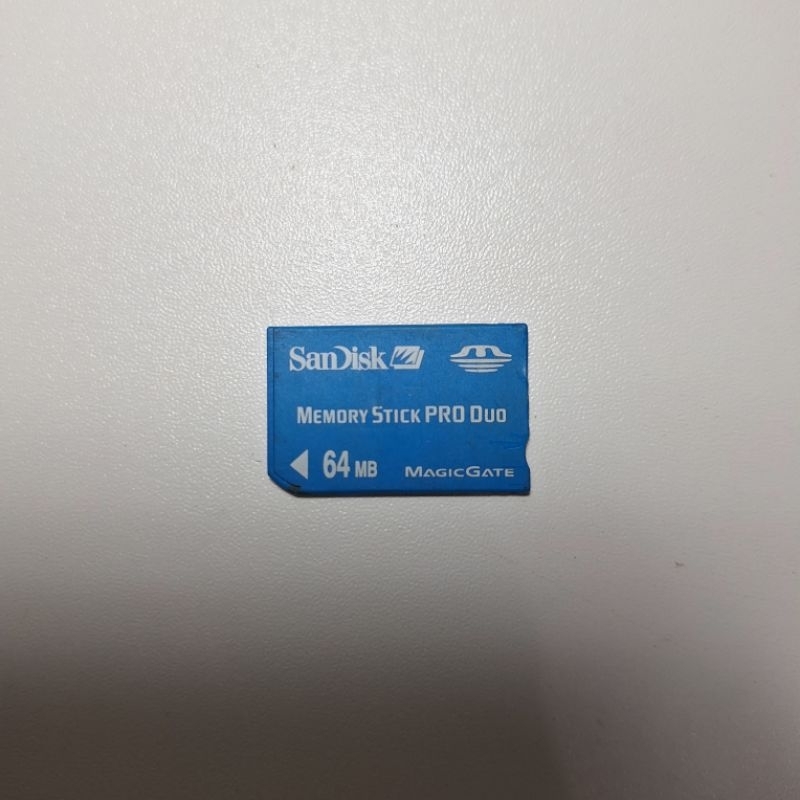 SanDisk
MEMORY STICK PRO DUO
64 MB MAGICGATE